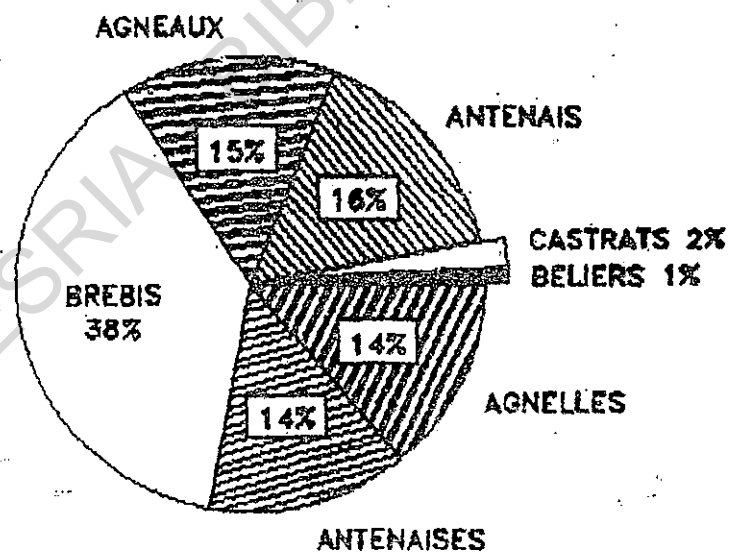 AGNEAUX
ANTENAIS
15%
16%
CASTRATS 2%
BELIERS 1%
BREBIS
38%
14%
AGNELLES
14%
ANTENAISES